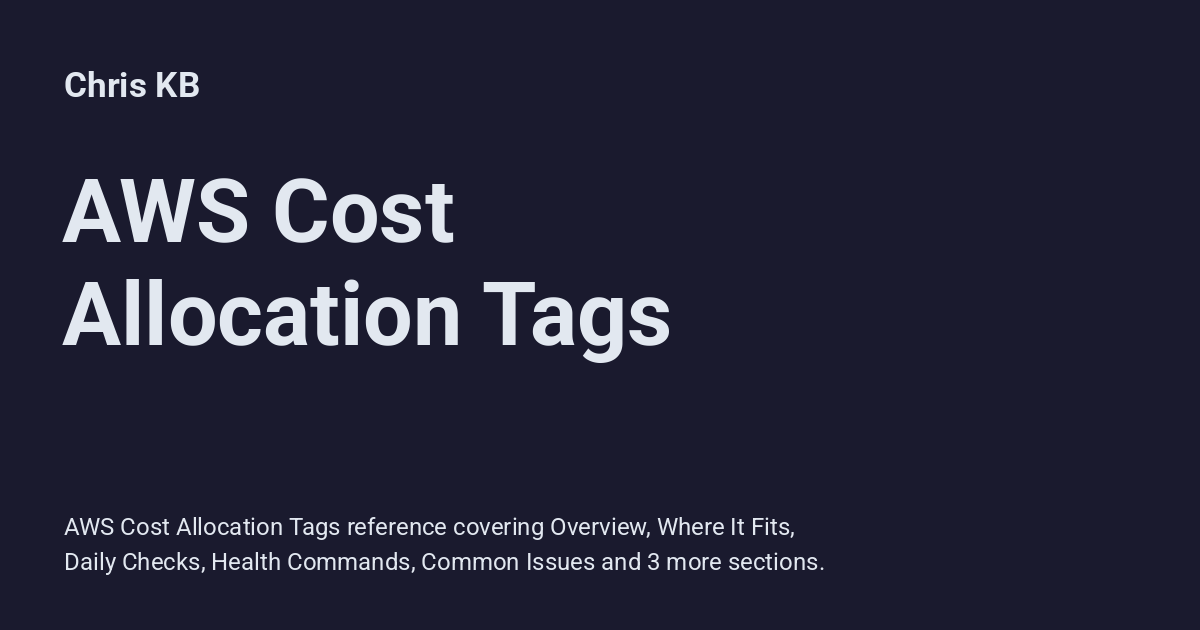 Chris KB
AWS Cost
Allocation Tags
AWS Cost Allocation Tags reference covering Overview, Where It Fits,
Daily Checks, Health Commands, Common Issues and 3 more sections.